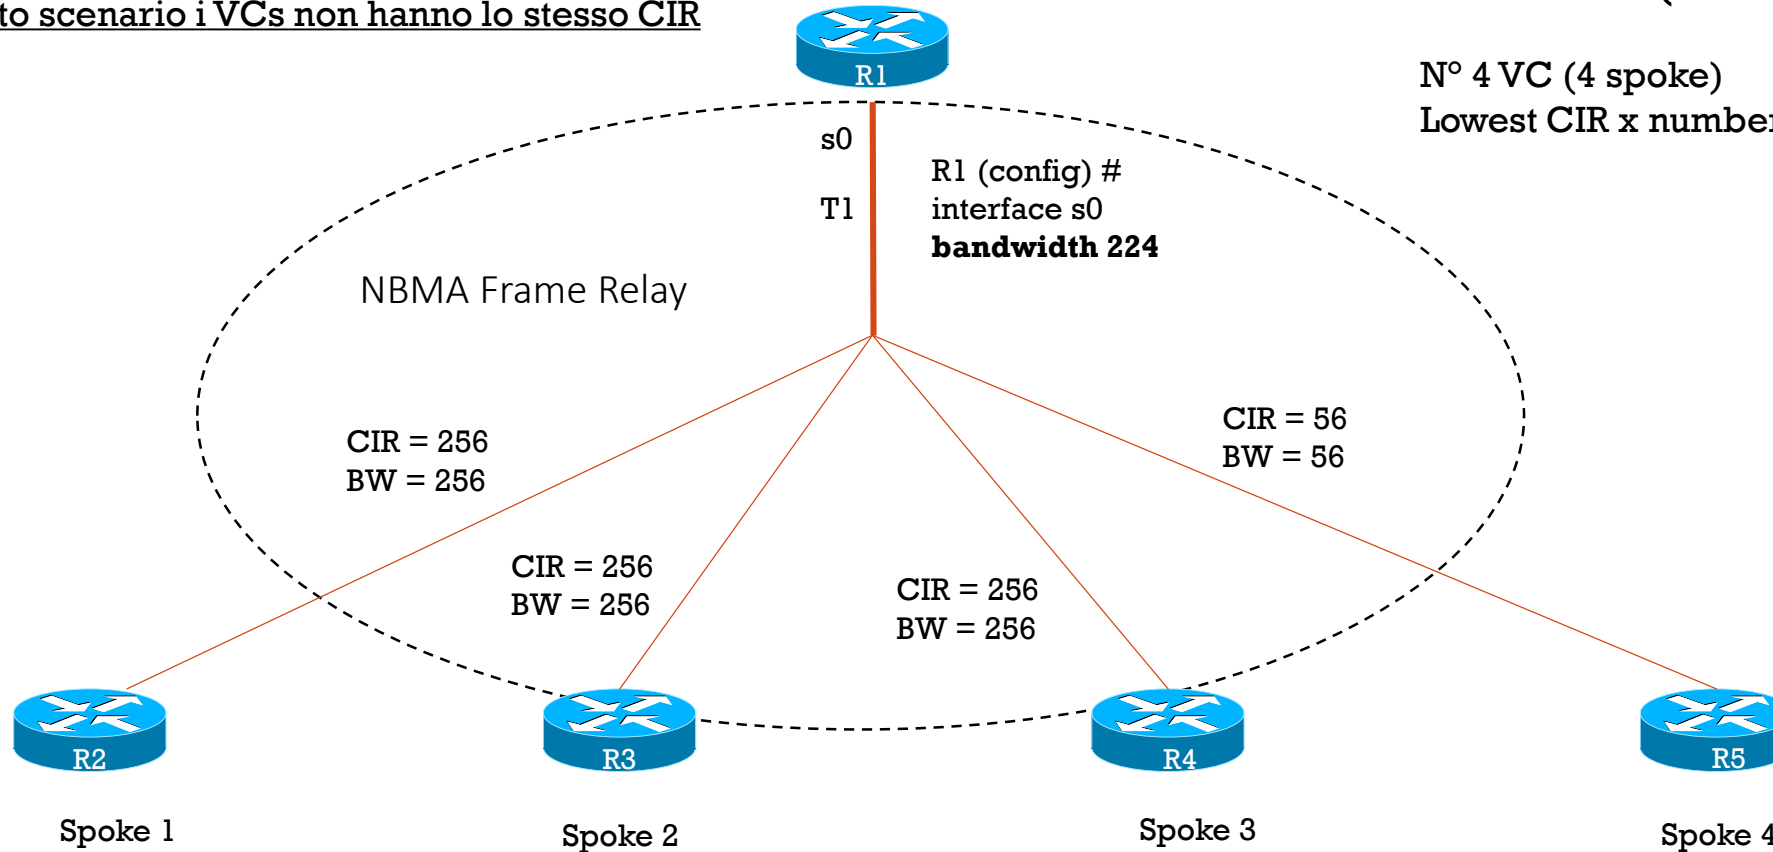 to scenario i VCs non hanno lo stesso CIR
R1
N° 4 VC (4 spoke)
Lowest CIR x number
s0
T1
R1 (config) #
interface s0
bandwidth 224
NBMA Frame Relay
CIR = 256
BW = 256
CIR = 256
BW = 256
CIR = 256
BW = 256
CIR = 56
BW = 56
R2
R3
R4
R5
Spoke 1
Spoke 2
Spoke 3
Spoke 4